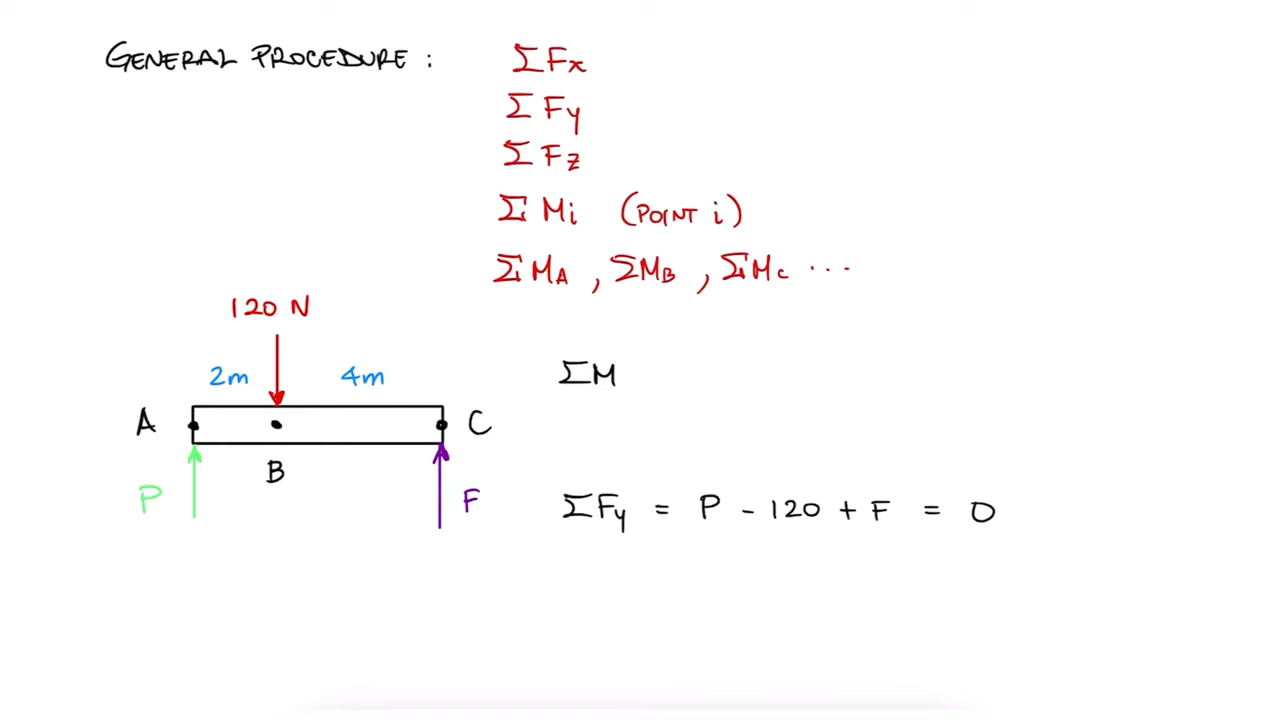 GENERAL PROCEDURE :
ΣFx
ΣFy
ΣFz
ΣMi (POINT i)
ΣMA , ΣMB , ΣMc ...
120 N
2m 4m
ΣM
A C
B
P F
ΣFy = P - 120 + F = 0